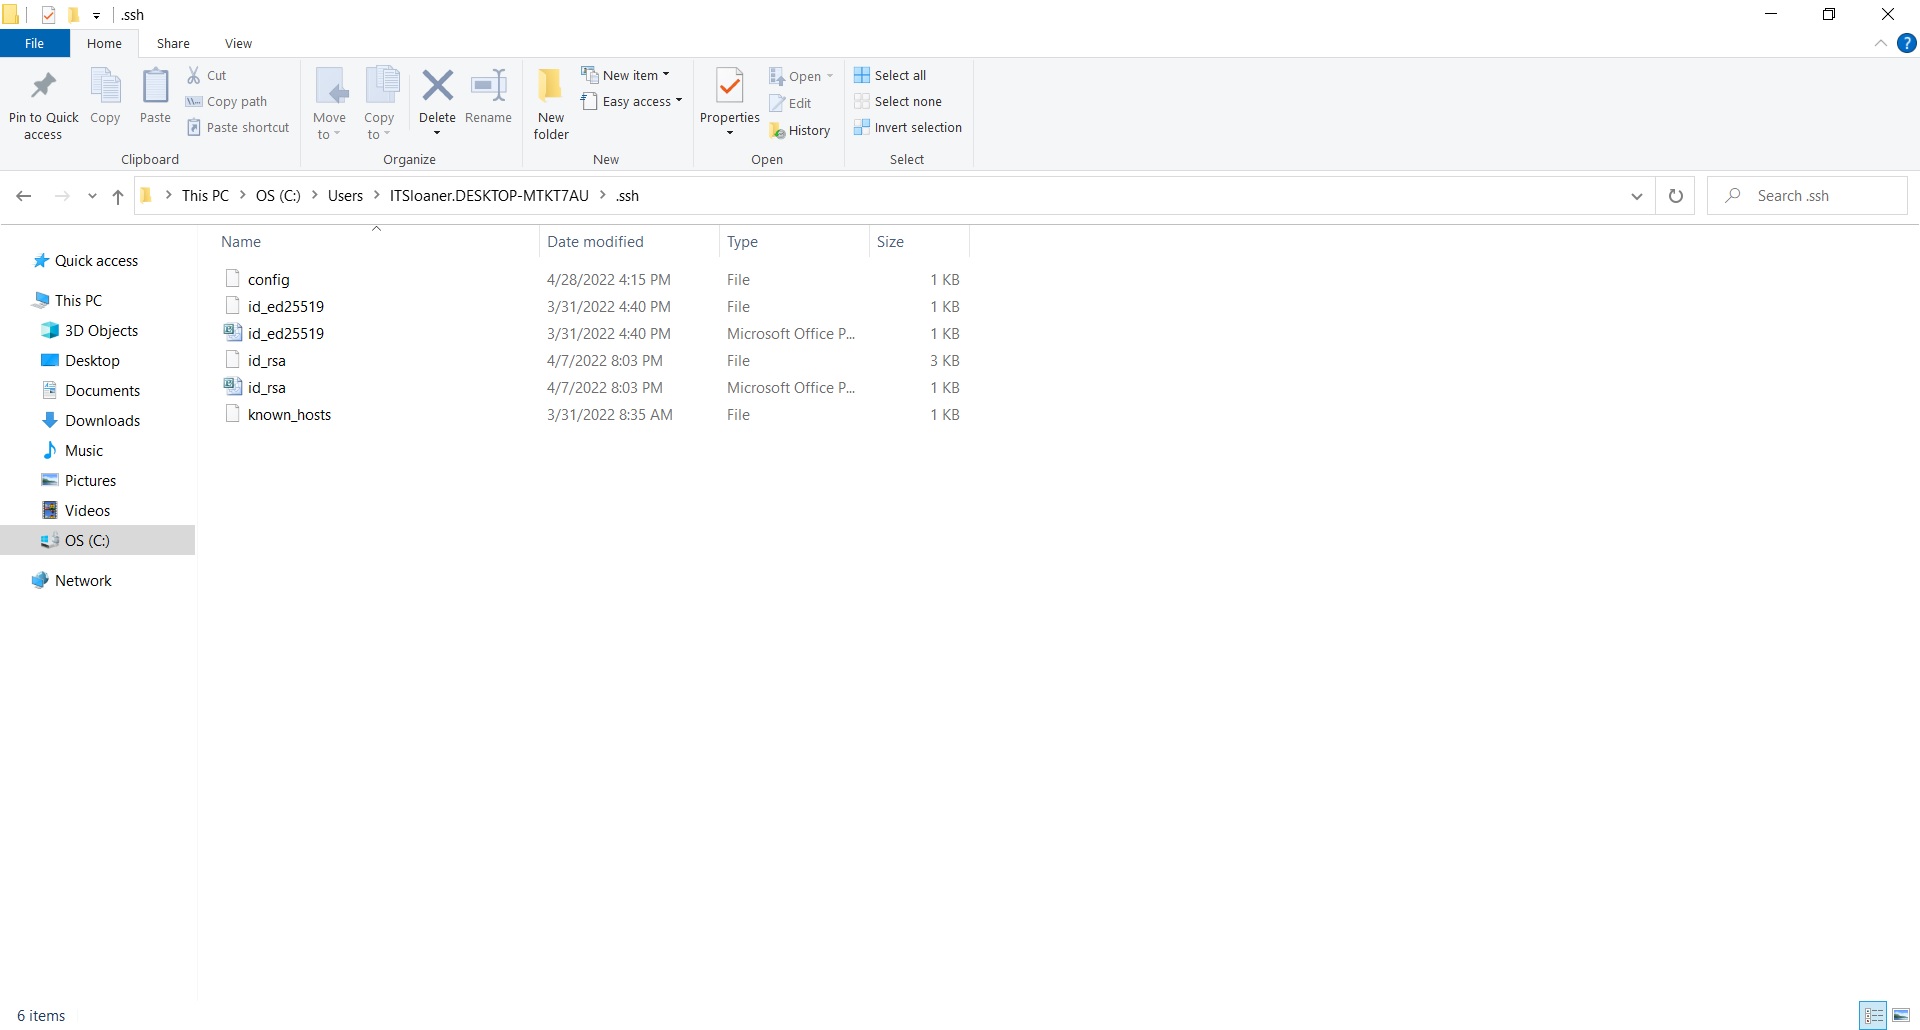 .ssh
File Home Share View
Pin to Quick access
Copy
Paste
Cut
Copy path
Paste shortcut
Clipboard
Move to
Copy to
Delete
Rename
Organize
New folder
New item
Easy access
New
Properties
Open
Edit
History
Open
Select all
Select none
Invert selection
Select
This PC > OS (C:) > Users > ITSloaner.DESKTOP-MTKT7AU > .ssh
Search .ssh
Quick access
This PC
3D Objects
Desktop
Documents
Downloads
Music
Pictures
Videos
OS (C:)
Network
Name Date modified Type Size
config 4/28/2022 4:15 PM File 1 KB
id_ed25519 3/31/2022 4:40 PM File 1 KB
id_ed25519 3/31/2022 4:40 PM Microsoft Office P... 1 KB
id_rsa 4/7/2022 8:03 PM File 3 KB
id_rsa 4/7/2022 8:03 PM Microsoft Office P... 1 KB
known_hosts 3/31/2022 8:35 AM File 1 KB
6 items